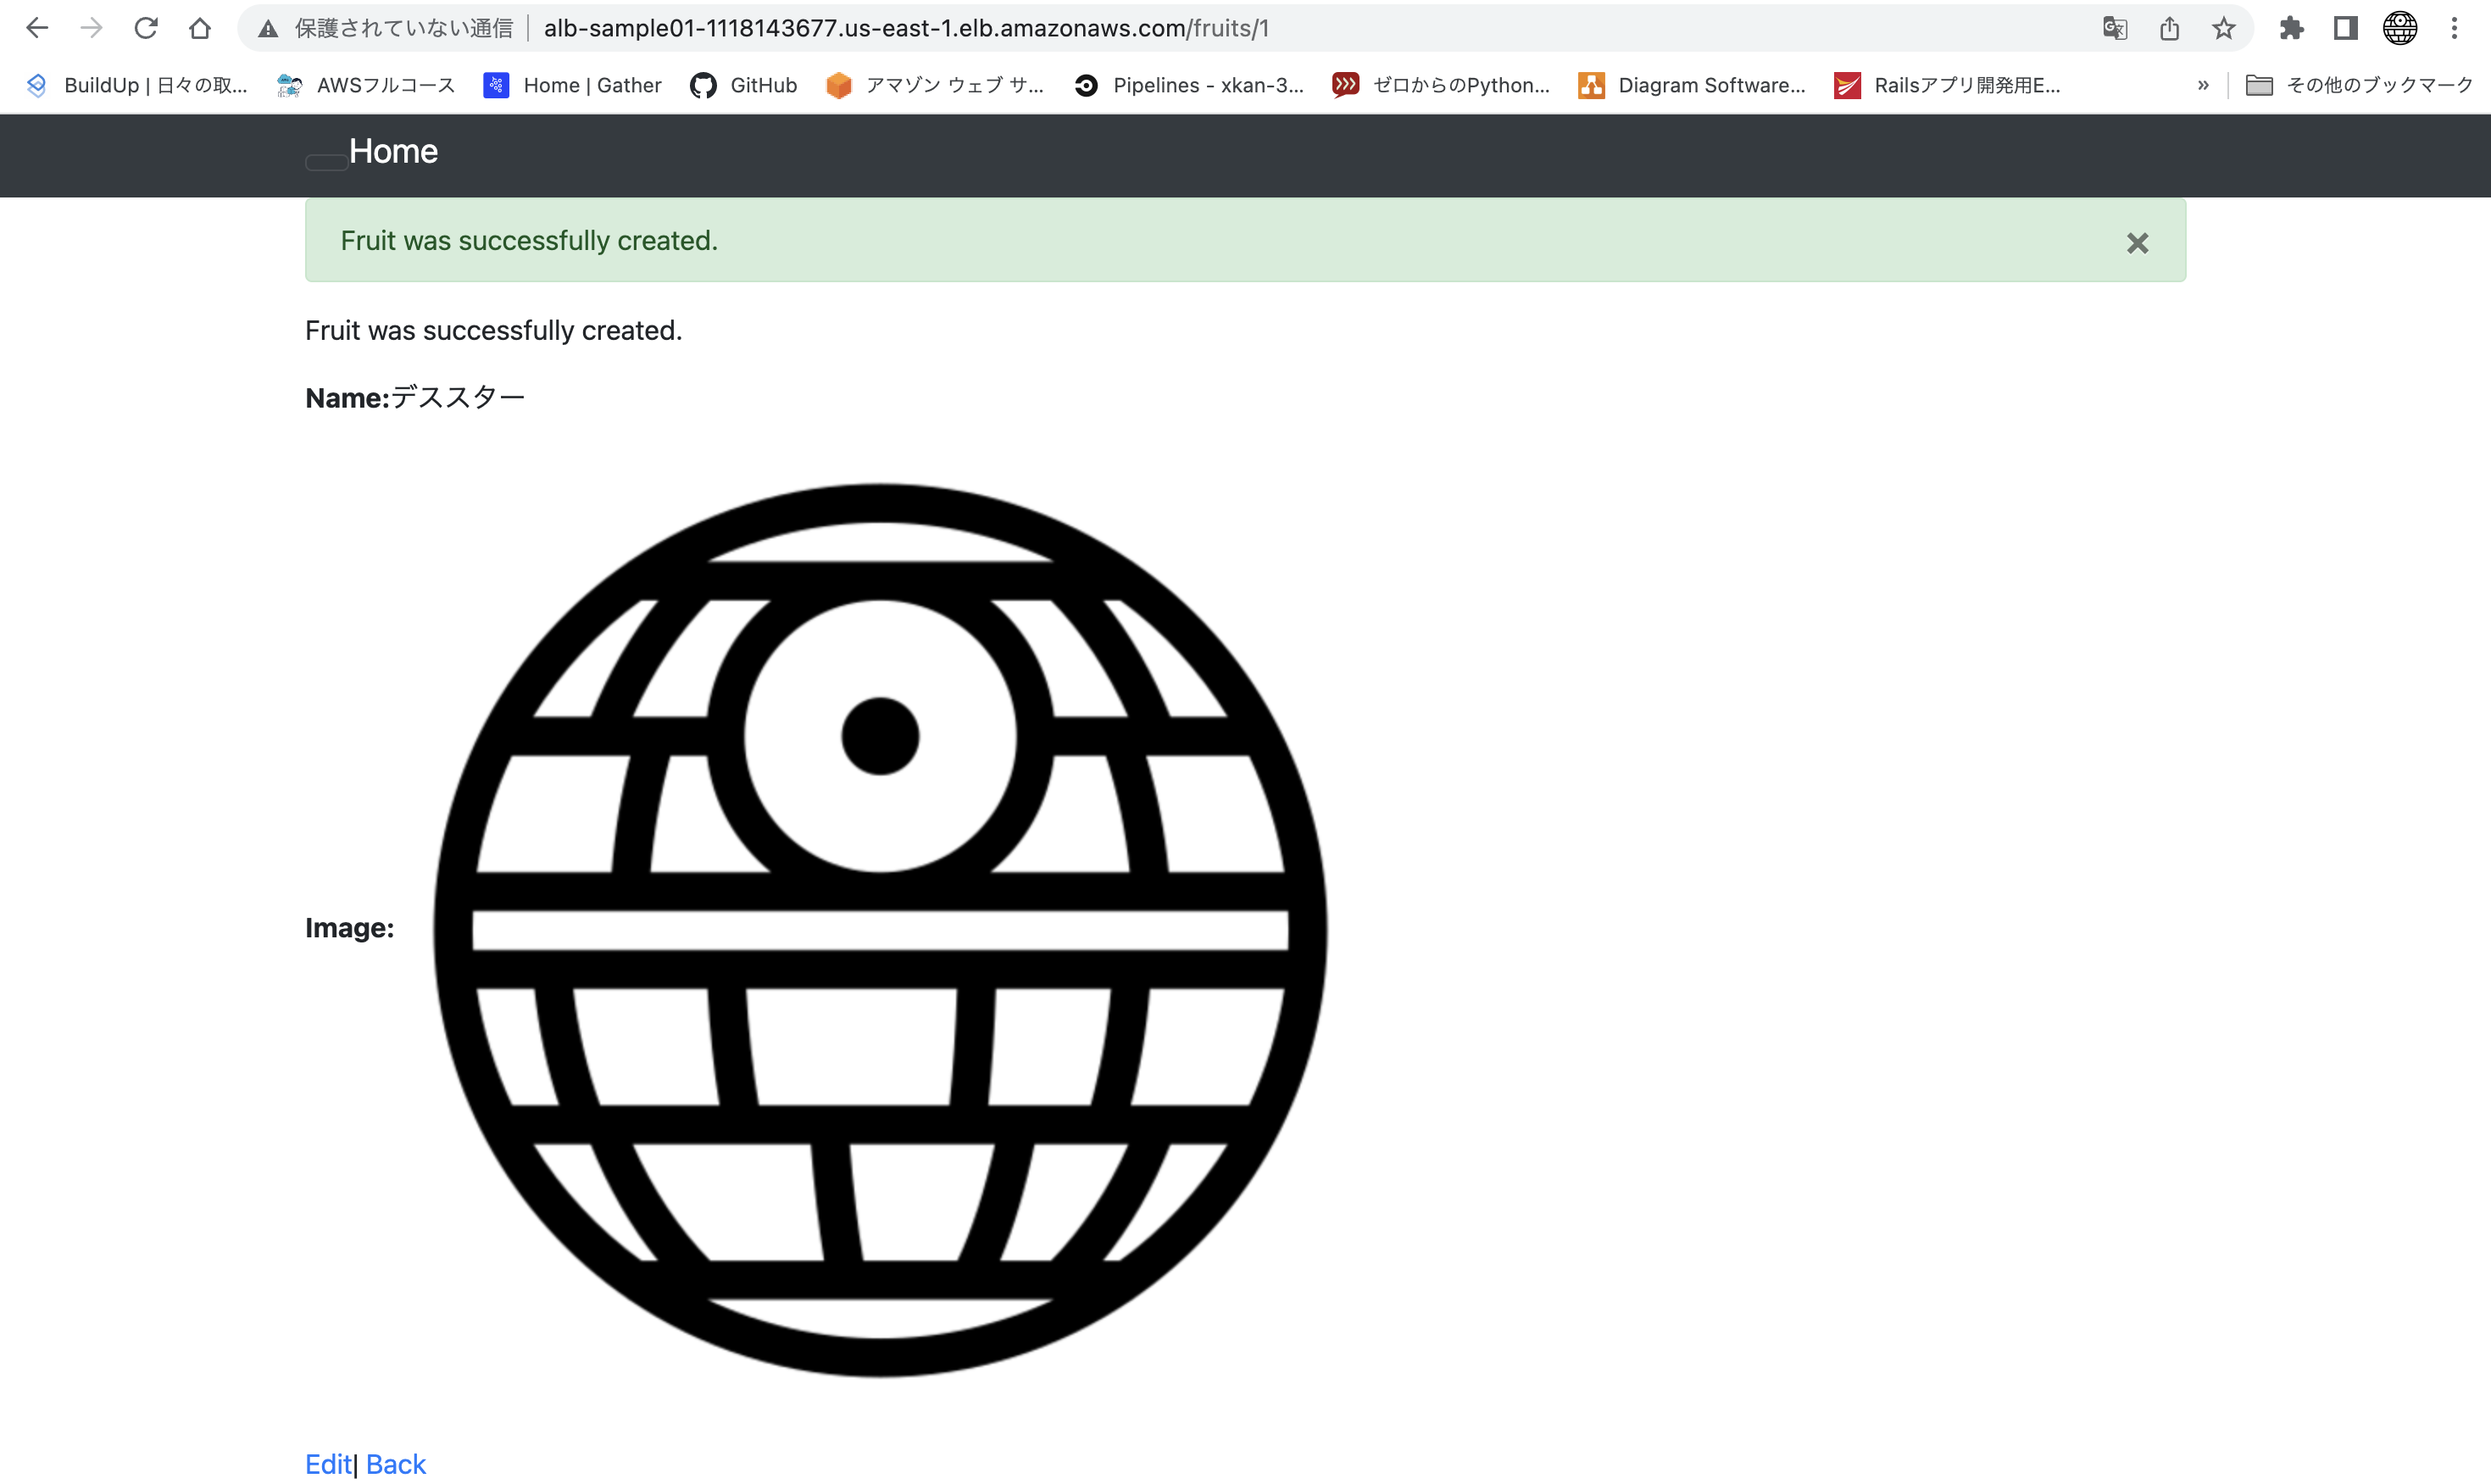 保護されていない通信 alb-sample01-1118143677.us-east-1.elb.amazonaws.com/fruits/1
BuildUp | 日々の取... AWSフルコース Home | Gather GitHub アマゾン ウェブ サ... Pipelines - xkan-3... ゼロからのPython... Diagram Software... Railsアプリ開発用E... » その他のブックマーク
Home
Fruit was successfully created. ×
Fruit was successfully created.
Name:デススター
Image:
Edit| Back